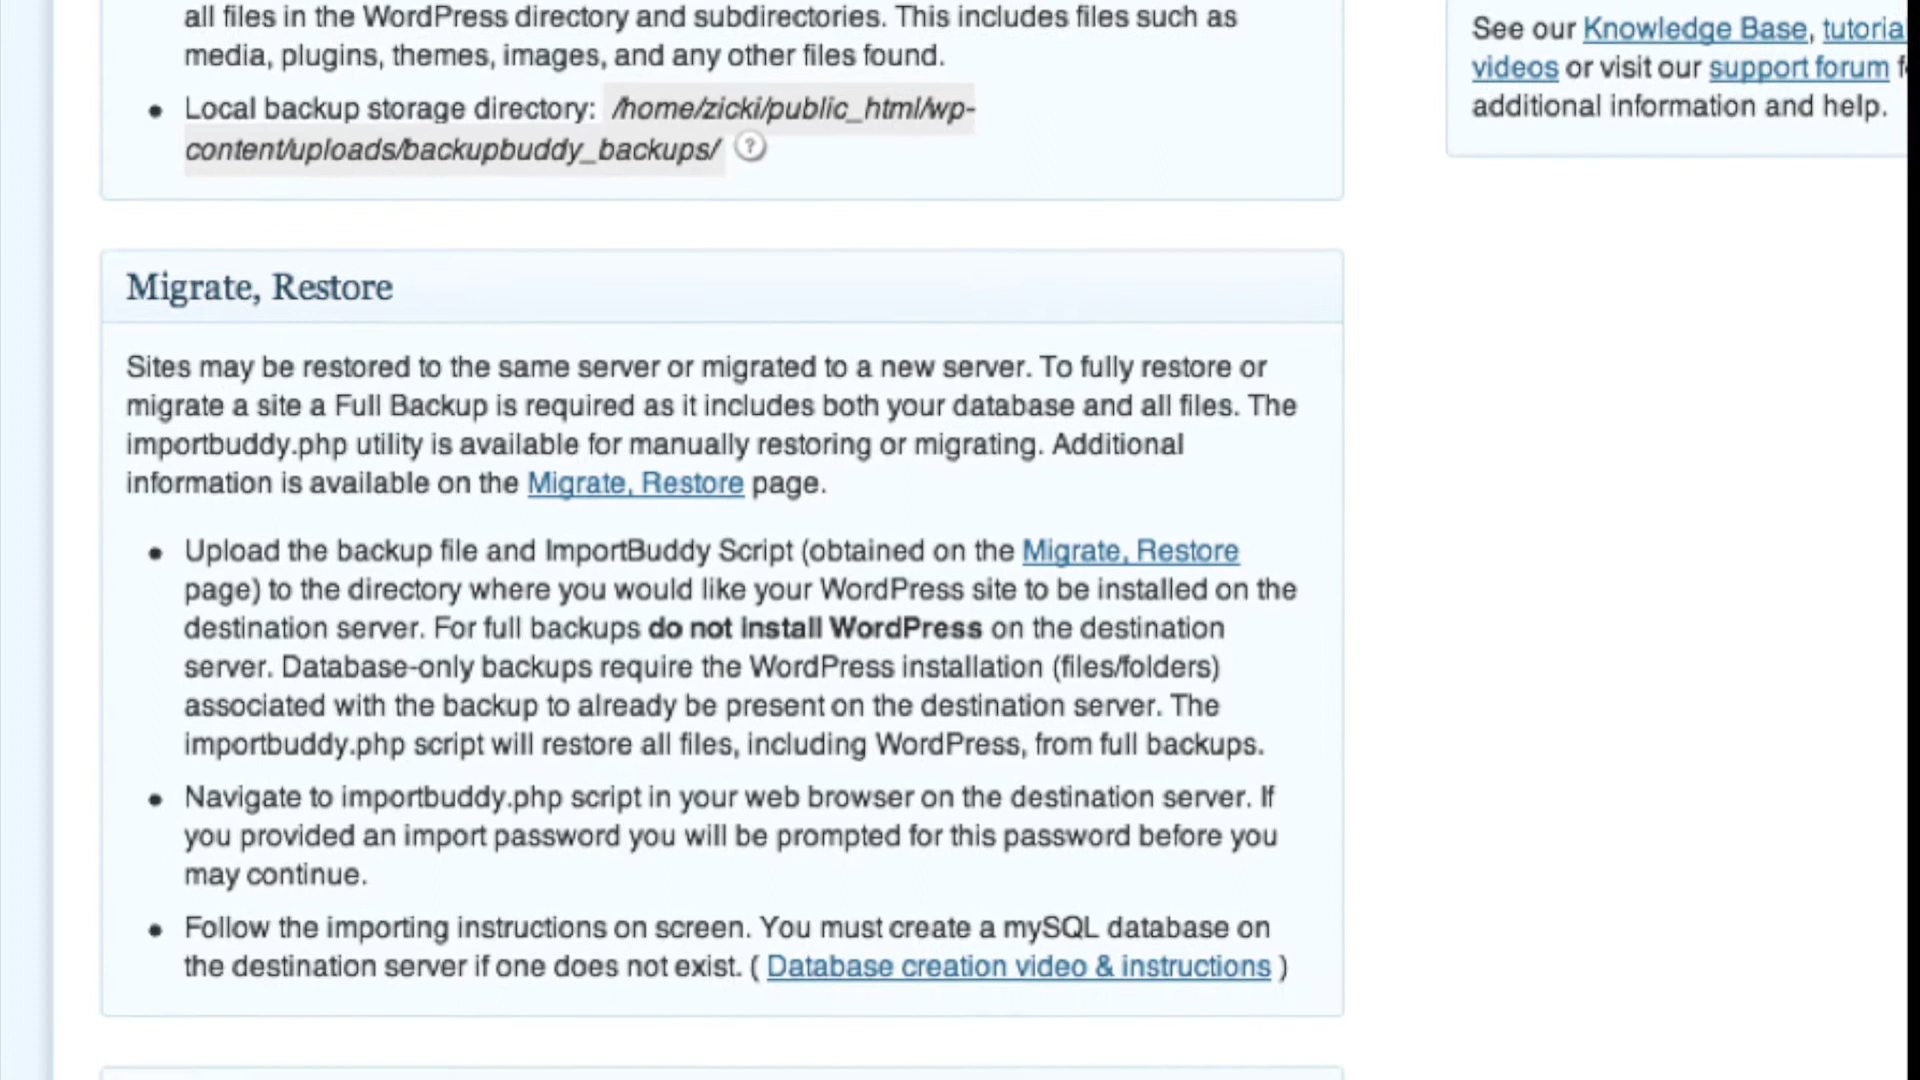 all files in the WordPress directory and subdirectories. This includes files such as
media, plugins, themes, images, and any other files found.
• Local backup storage directory: /home/zicki/public_html/wp-
content/uploads/backupbuddy_backups/ ?
Migrate, Restore
Sites may be restored to the same server or migrated to a new server. To fully restore or
migrate a site a Full Backup is required as it includes both your database and all files. The
importbuddy.php utility is available for manually restoring or migrating. Additional
information is available on the Migrate, Restore page.
• Upload the backup file and ImportBuddy Script (obtained on the Migrate, Restore
page) to the directory where you would like your WordPress site to be installed on the
destination server. For full backups do not install WordPress on the destination
server. Database-only backups require the WordPress installation (files/folders)
associated with the backup to already be present on the destination server. The
importbuddy.php script will restore all files, including WordPress, from full backups.
• Navigate to importbuddy.php script in your web browser on the destination server. If
you provided an import password you will be prompted for this password before you
may continue.
• Follow the importing instructions on screen. You must create a mySQL database on
the destination server if one does not exist. ( Database creation video & instructions )
See our Knowledge Base, tutoria
videos or visit our support forum f
additional information and help.